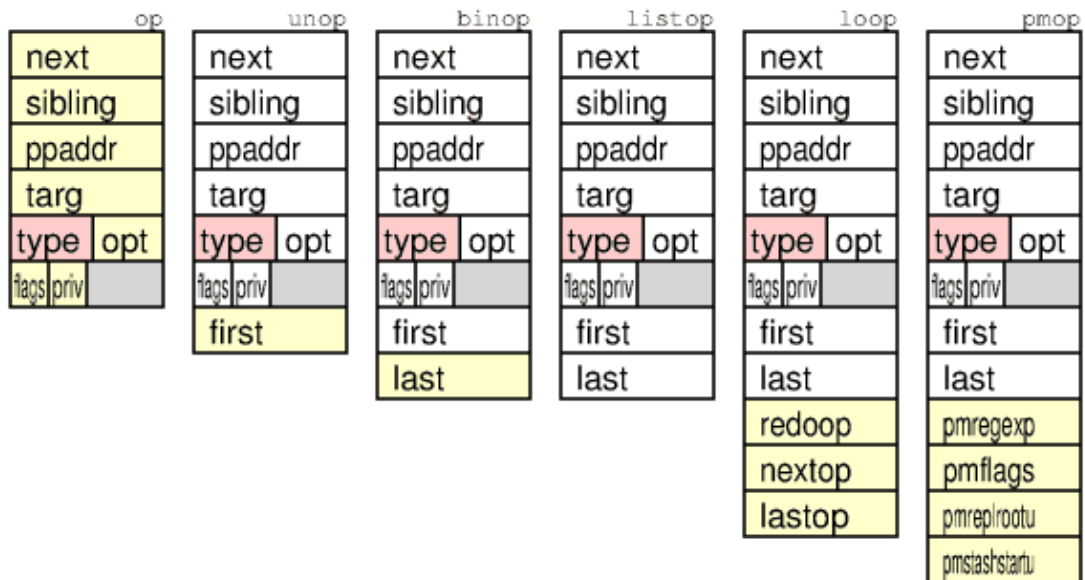 op unop binop listop loop pmop
next next next next next next
sibling sibling sibling sibling sibling sibling
ppaddr ppaddr ppaddr ppaddr ppaddr ppaddr
targ targ targ targ targ targ
type opt type opt type opt type opt type opt type opt
flags priv flags priv flags priv flags priv flags priv flags priv
first first first first first
last last last last
redoop pmregexp
nextop pmflags
lastop pmreplrootu
pmstashstartu